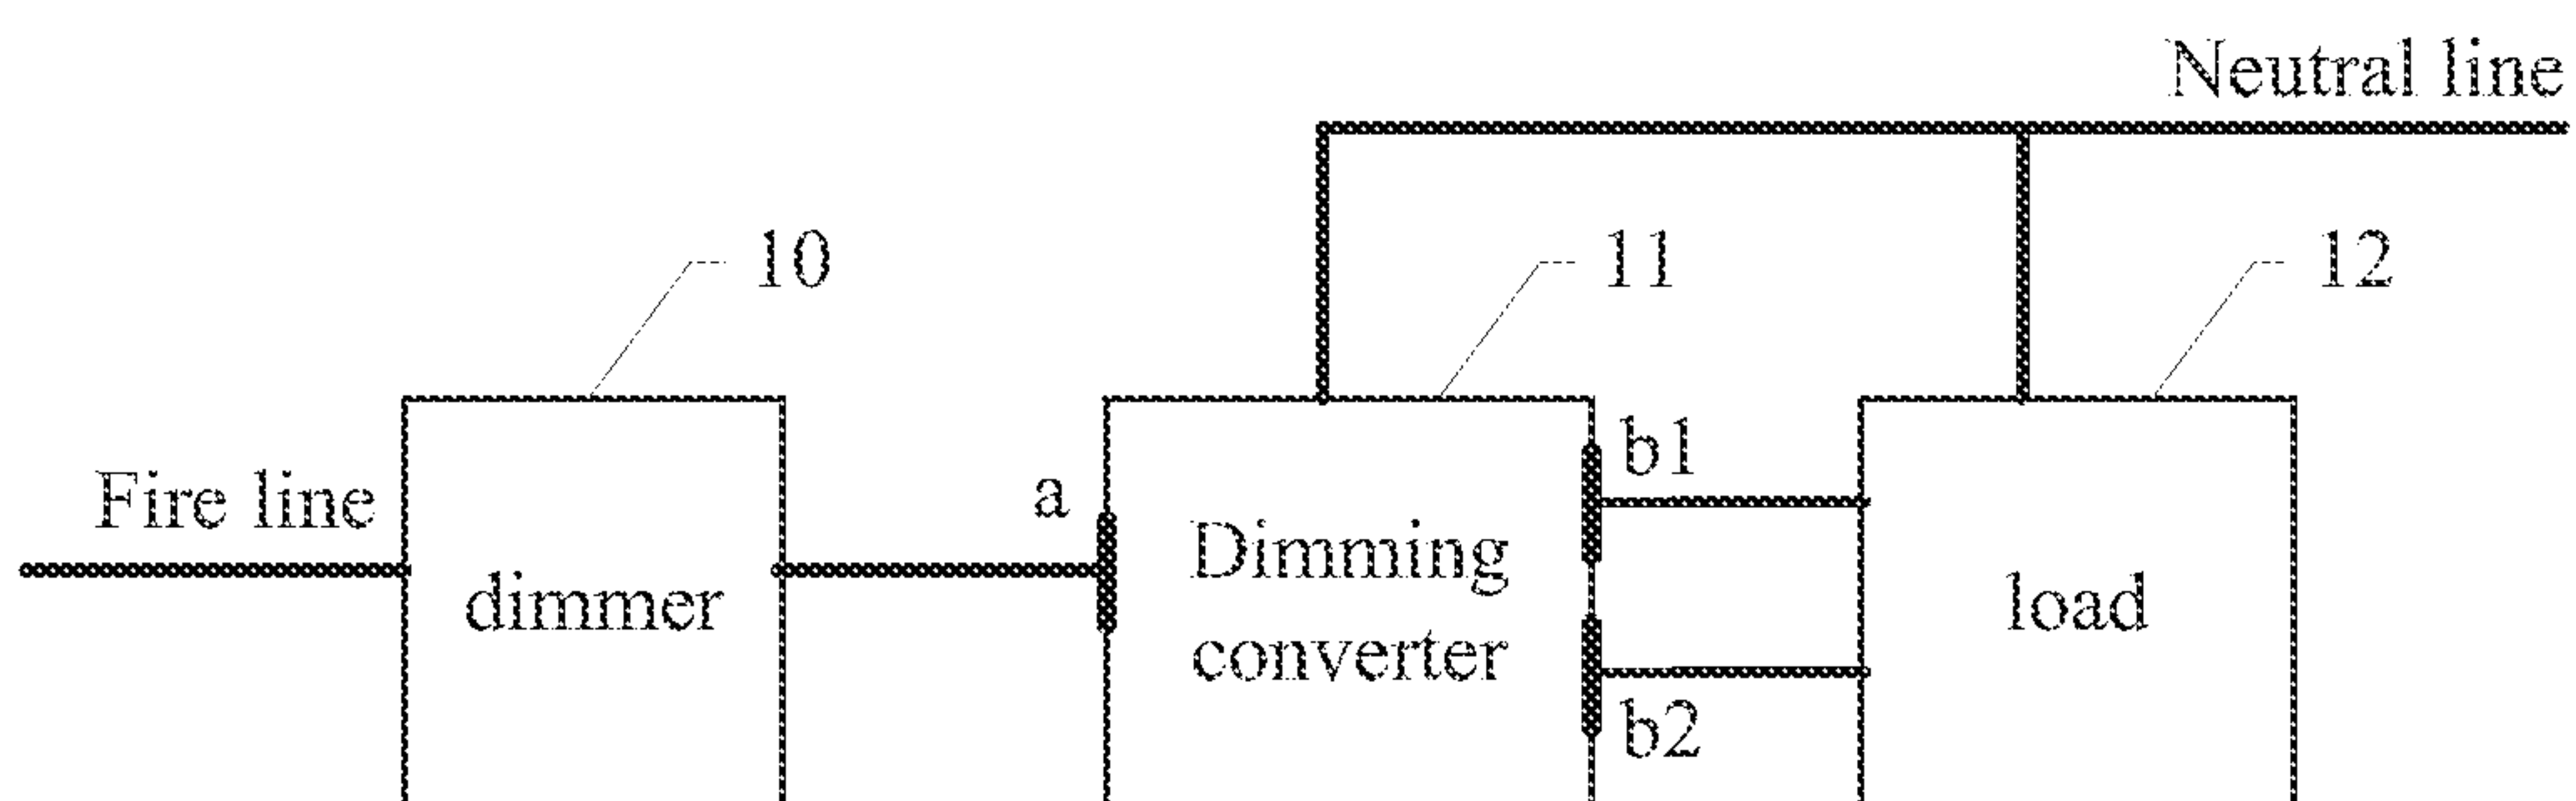 Neutral line
10
11
12
Fire line
a
b1
dimmer
Dimming
converter
load
b2